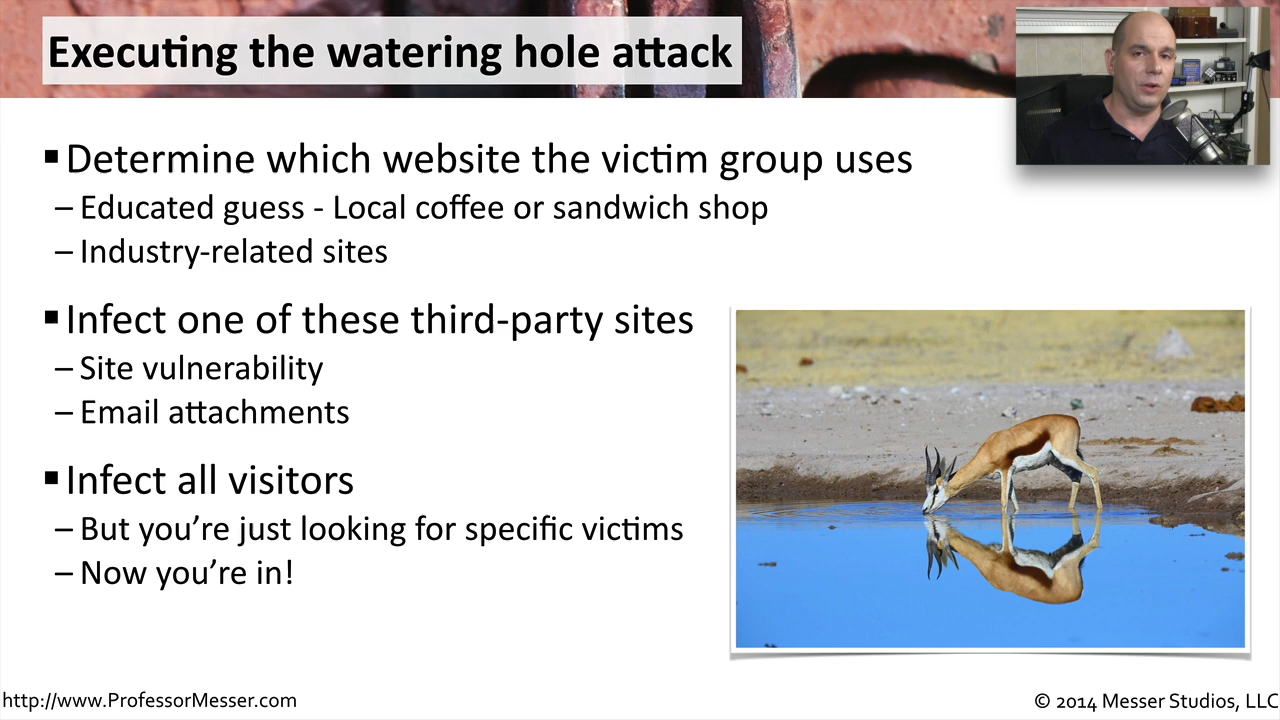 Executing the watering hole attack
▪ Determine which website the victim group uses
– Educated guess - Local coffee or sandwich shop
– Industry-related sites
▪ Infect one of these third-party sites
– Site vulnerability
– Email attachments
▪ Infect all visitors
– But you’re just looking for specific victims
– Now you’re in!
http://www.ProfessorMesser.com
© 2014 Messer Studios, LLC